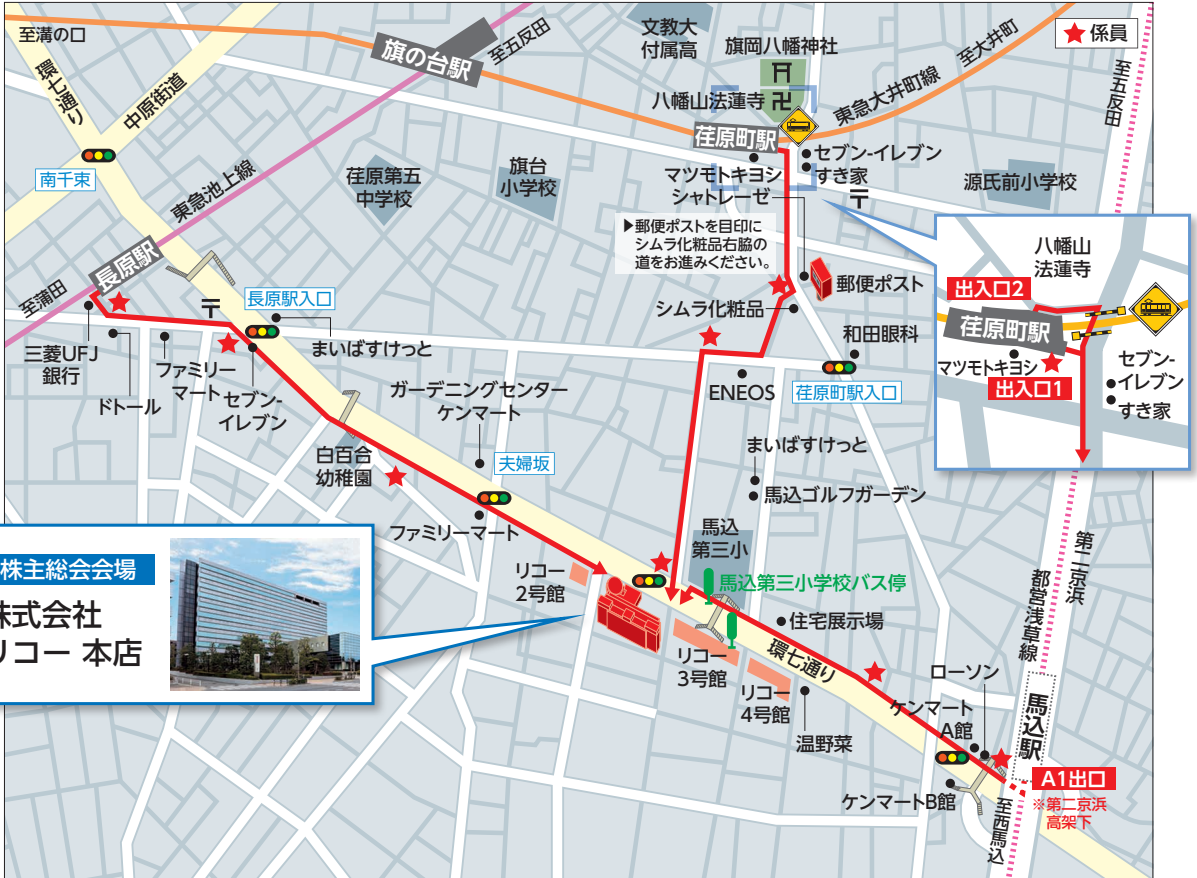 至溝の口
環七通り
中原街道
旗の台駅
至五反田
文教大
付属高
旗岡八幡神社
八幡山法蓮寺
東急大井町線
至大井町
★ 係員
至五反田
南千束
東急池上線
荏原第五
中学校
旗台
小学校
荏原町駅
セブン-イレブン
すき家
マツモトキヨシ
シャトレーゼ
源氏前小学校
▶郵便ポストを目印に
シムラ化粧品右脇の
道をお進みください。
郵便ポスト
シムラ化粧品
和田眼科
荏原町駅入口
ENEOS
八幡山
法蓮寺
出入口2
荏原町駅
マツモトキヨシ
出入口1
セブン-
イレブン
すき家
長原駅
至蒲田
長原駅入口
三菱UFJ
銀行
ドトール
ファミリー
マート
セブン-
イレブン
まいばすけっと
ガーデニングセンター
ケンマート
白百合
幼稚園
夫婦坂
ファミリーマート
まいばすけっと
馬込ゴルフガーデン
馬込
第三小
馬込第三小学校バス停
第二京浜
都営浅草線
株主総会会場
株式会社
リコー 本店
リコー
2号館
リコー
3号館
リコー
4号館
住宅展示場
環七通り
温野菜
ローソン
ケンマート
A館
ケンマートB館
馬込駅
A1出口
※第二京浜
高架下
至西馬込